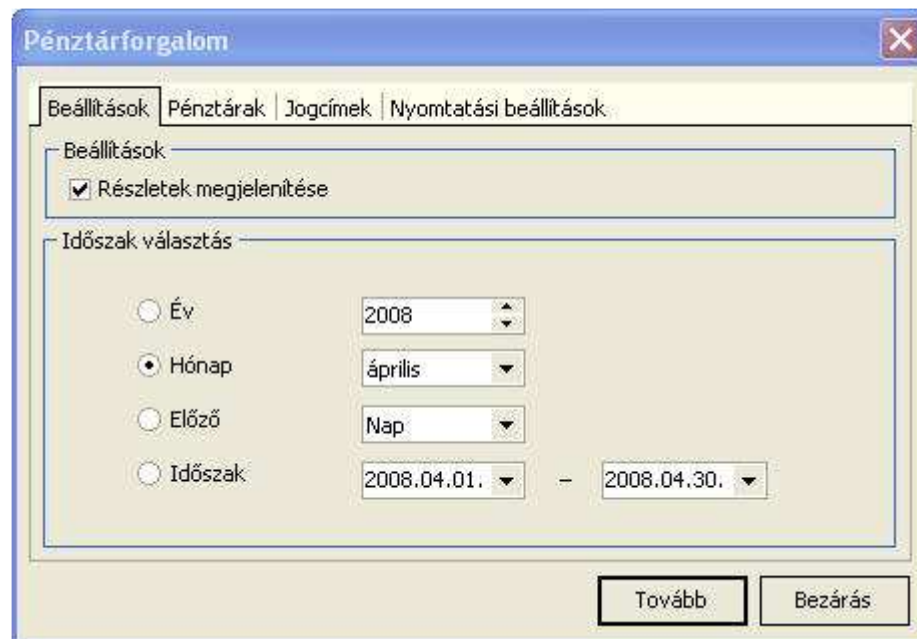 Pénztárforgalom
Beállítások Pénztárak Jogcímek Nyomtatási beállítások
Beállítások
Részletek megjelenítése
Időszak választás
Év 2008
Hónap április
Előző Nap
Időszak 2008.04.01. – 2008.04.30.
Tovább Bezárás